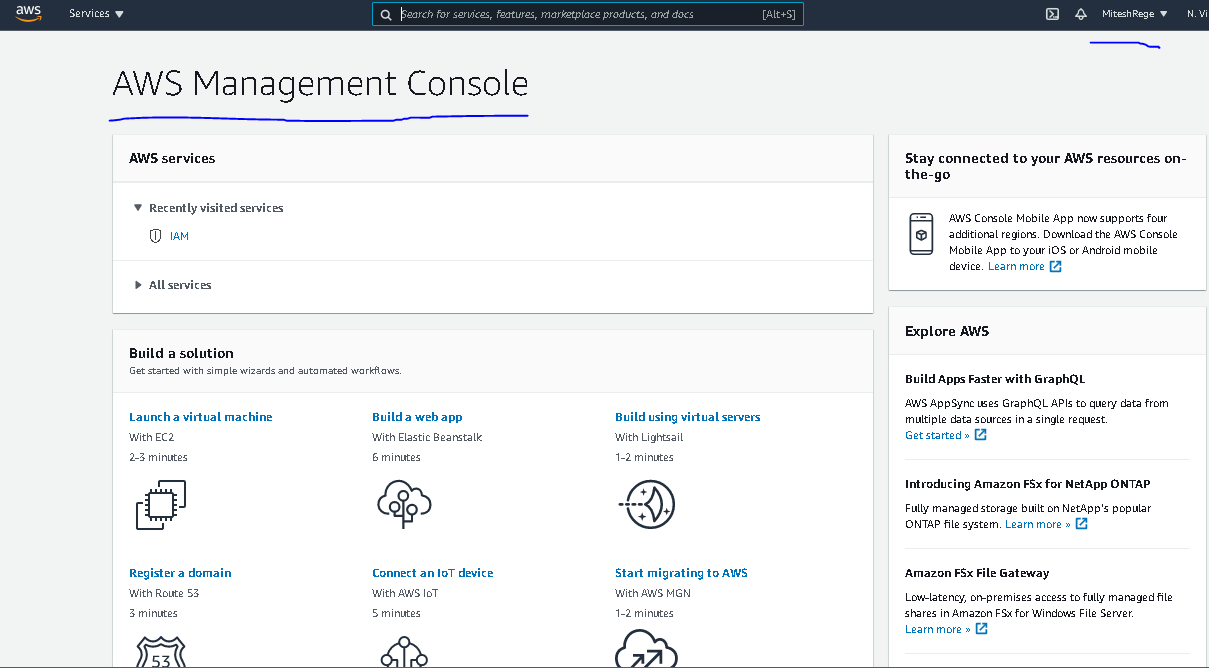 aws
Services ▼
Search for services, features, marketplace products, and docs [Alt+S]
MiteshRege ▼
N. Vi
AWS Management Console
AWS services
▼ Recently visited services
IAM
▶ All services
Build a solution
Get started with simple wizards and automated workflows.
Launch a virtual machine
With EC2
2-3 minutes
Build a web app
With Elastic Beanstalk
6 minutes
Build using virtual servers
With Lightsail
1-2 minutes
Register a domain
With Route 53
3 minutes
53
Connect an IoT device
With AWS IoT
5 minutes
Start migrating to AWS
With AWS MGN
1-2 minutes
Stay connected to your AWS resources on-
the-go
AWS Console Mobile App now supports four
additional regions. Download the AWS Console
Mobile App to your iOS or Android mobile
device. Learn more
Explore AWS
Build Apps Faster with GraphQL
AWS AppSync uses GraphQL APIs to query data from
multiple data sources in a single request.
Get started »
Introducing Amazon FSx for NetApp ONTAP
Fully managed storage built on NetApp's popular
ONTAP file system. Learn more »
Amazon FSx File Gateway
Low-latency, on-premises access to fully managed file
shares in Amazon FSx for Windows File Server.
Learn more »